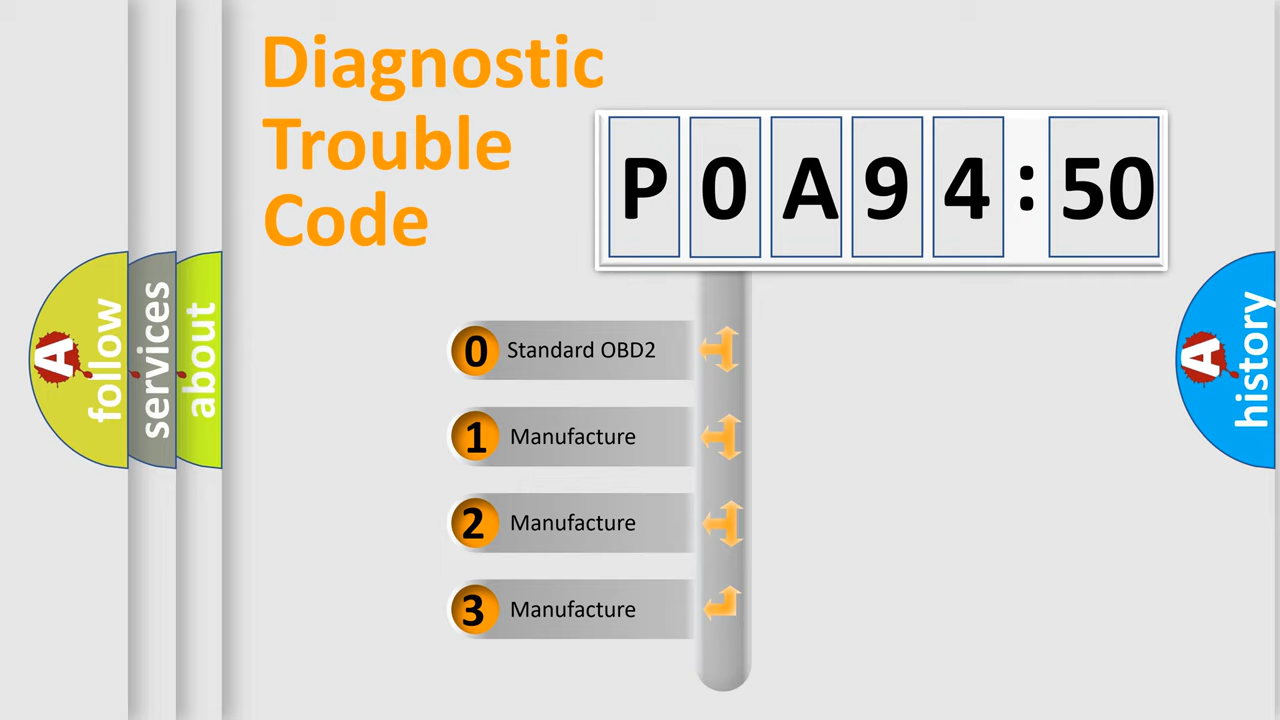 Diagnostic
Trouble
Code
P0A94:50
0 Standard OBD2
1 Manufacture
2 Manufacture
3 Manufacture
A follow
services
about
A history